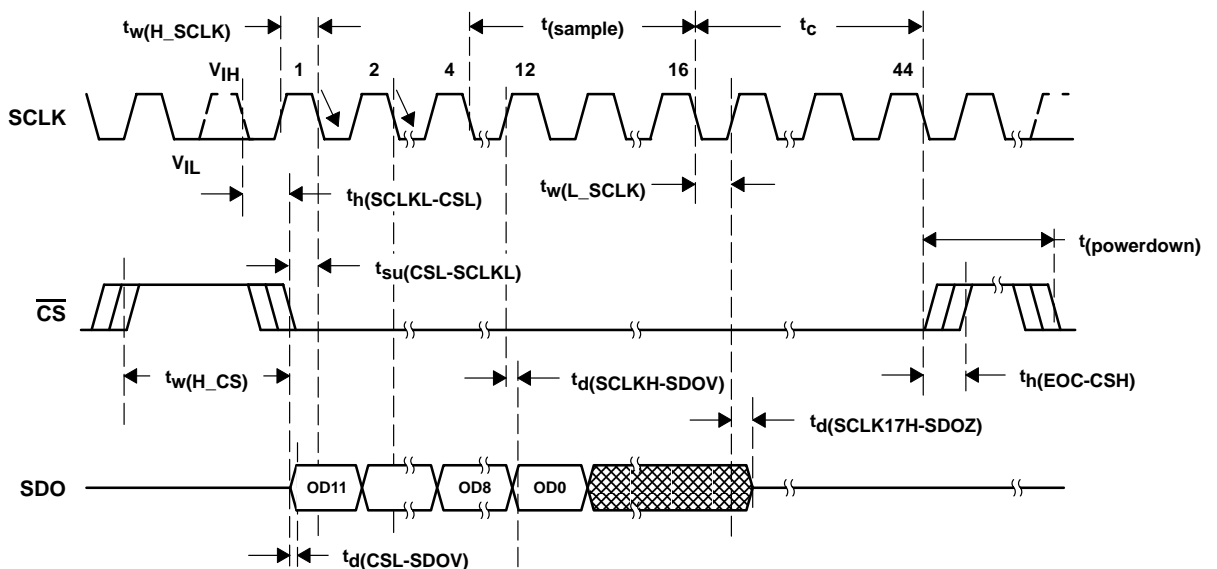 tw(H_SCLK)
t(sample)
tc
VIH
1
2
4
12
16
44
SCLK
VIL
th(SCLKL-CSL)
tw(L_SCLK)
t(powerdown)
tsu(CSL-SCLKL)
CS
tw(H_CS)
td(SCLKH-SDOV)
th(EOC-CSH)
td(SCLK17H-SDOZ)
SDO
OD11
OD8
OD0
td(CSL-SDOV)